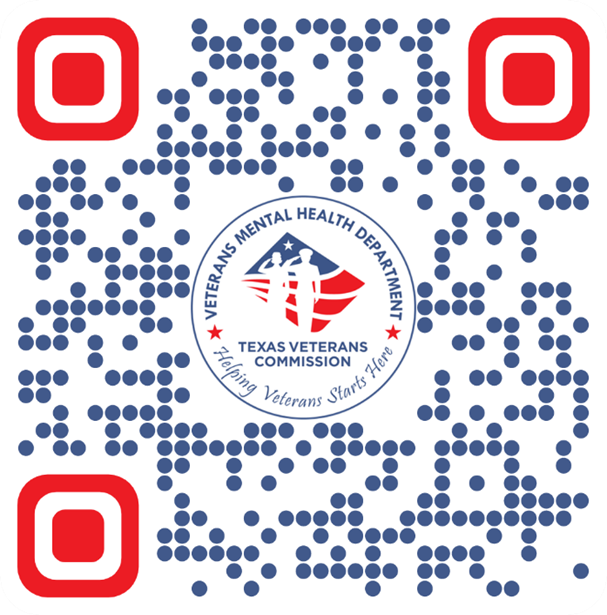 VETERANS MENTAL HEALTH DEPARTMENT
TEXAS VETERANS
COMMISSION
Helping Veterans Starts Here